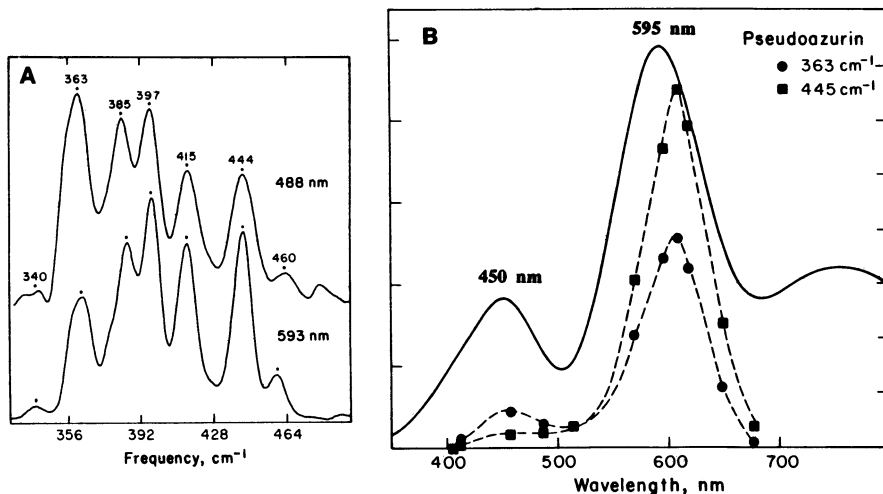 A
363
385
397
415
444
488 nm
340
460
593 nm
356 392 428 464
Frequency, cm⁻¹
B
595 nm
450 nm
Pseudoazurin
● 363 cm⁻¹
■ 445 cm⁻¹
400 500 600 700
Wavelength, nm